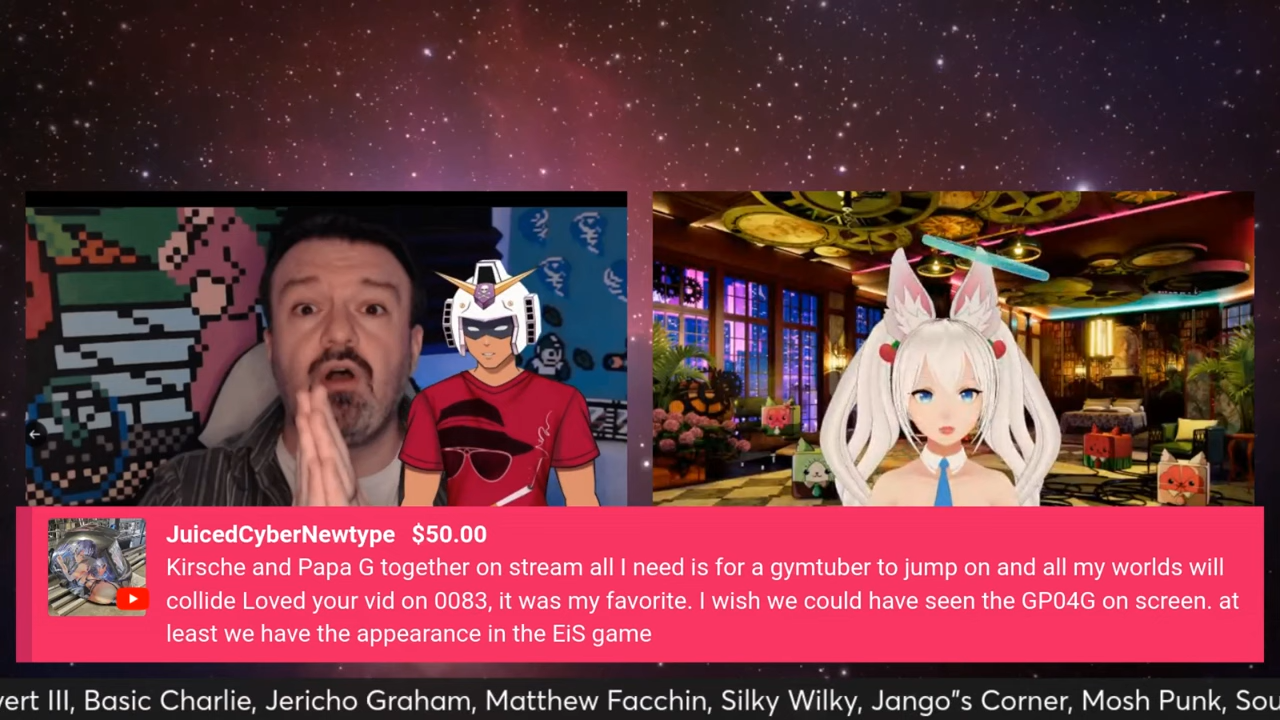 JuicedCyberNewtype $50.00
Kirsche and Papa G together on stream all I need is for a gymtuber to jump on and all my worlds will
collide Loved your vid on 0083, it was my favorite. I wish we could have seen the GP04G on screen. at
least we have the appearance in the EiS game
vert III, Basic Charlie, Jericho Graham, Matthew Facchin, Silky Wilky, Jango"s Corner, Mosh Punk, Sou